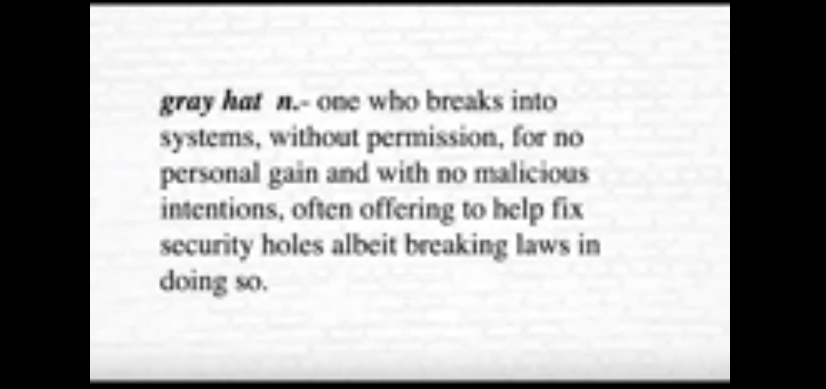 gray hat n.- one who breaks into
systems, without permission, for no
personal gain and with no malicious
intentions, often offering to help fix
security holes albeit breaking laws in
doing so.